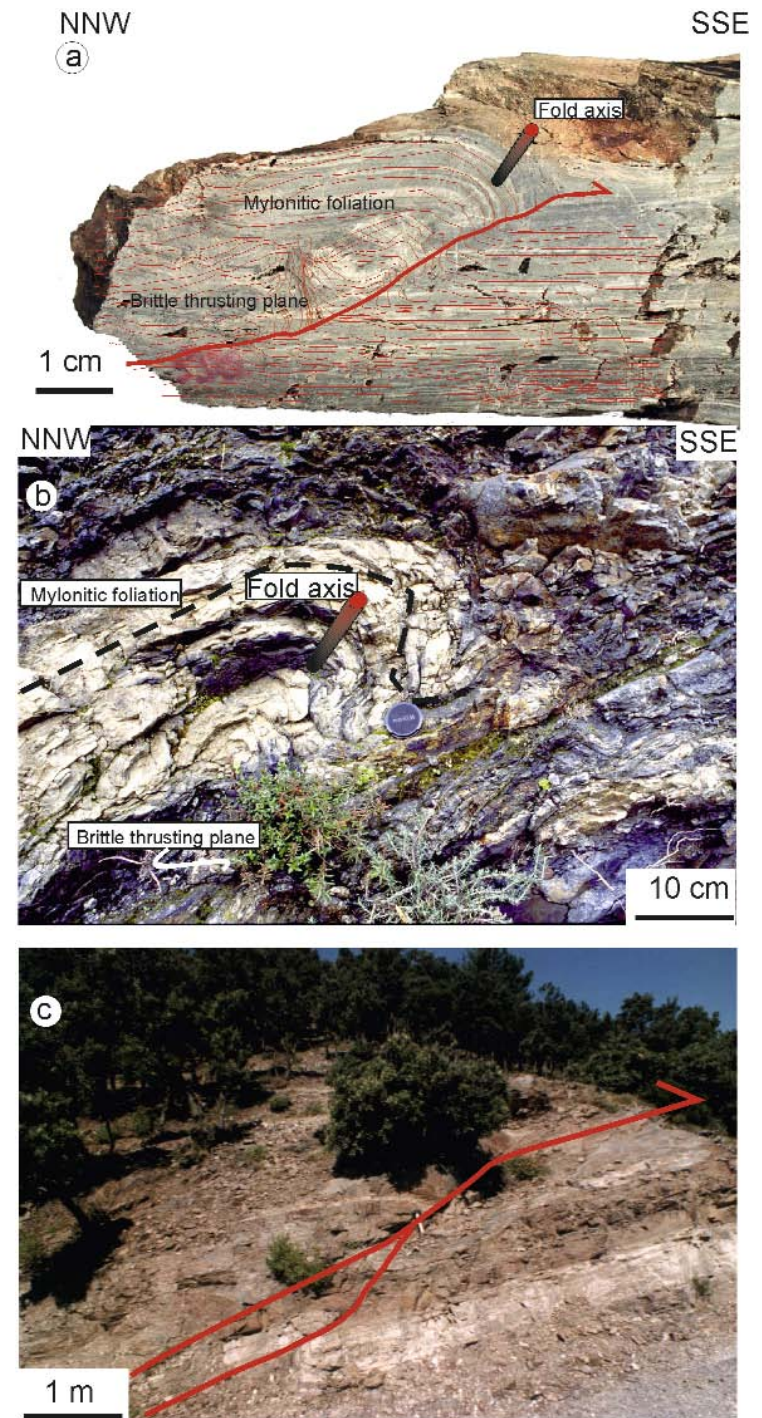 NNW SSE
a
Fold axis
Mylonitic foliation
Brittle thrusting plane
1 cm
NNW SSE
b
Mylonitic foliation
Fold axis
Brittle thrusting plane
10 cm
c
1 m